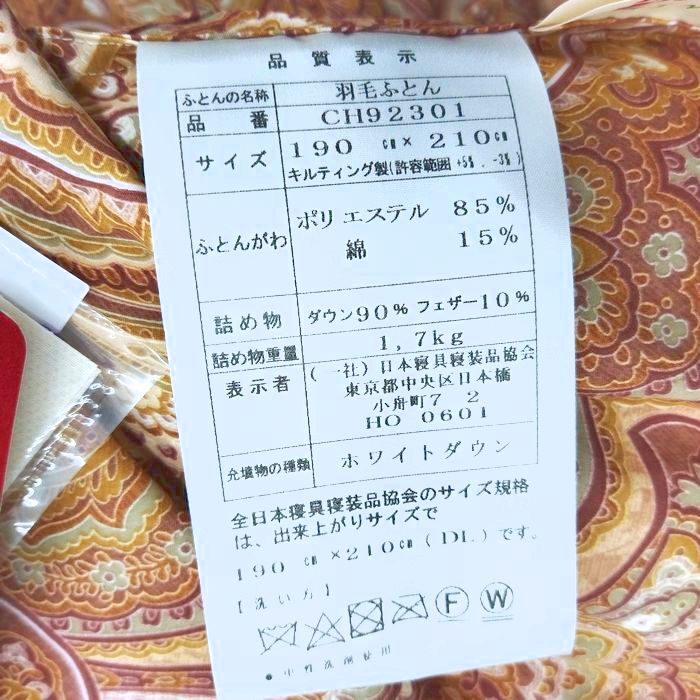 品質表示
ふとんの名称 羽毛ふとん
品番 CH92301
サイズ 190 cm×210cm
キルティング製(許容範囲 +5%, -3%)
ふとんがわ ポリエステル 85%
綿 15%
詰め物 ダウン90% フェザー10%
詰め物重量 1,7kg
表示者 (一社)日本寝具寝装品協会
東京都中央区日本橋
小舟町7 2
HO 0601
充填物の種類 ホワイトダウン
全日本寝具寝装品協会のサイズ規格
は、出来上がりサイズで
190 cm×210cm(DL)です。
【洗い方】
F W
●中性洗剤使用